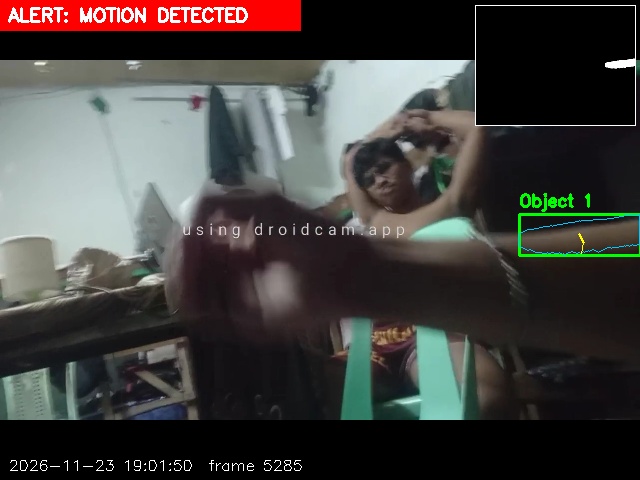 ALERT: MOTION DETECTED
Object 1
using droidcam.app
2026-11-23 19:01:50 frame 5285